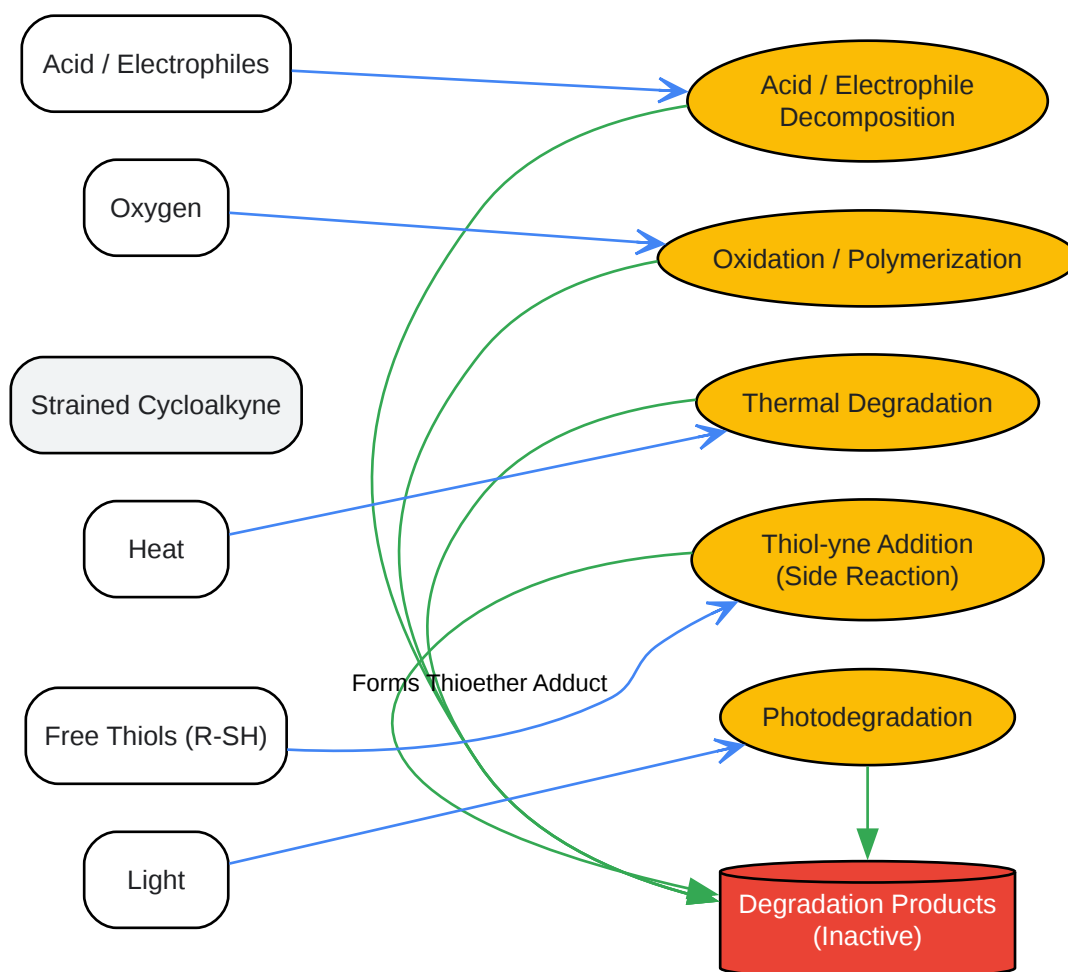 Acid / Electrophiles
Acid / Electrophile
Decomposition
Oxygen
Oxidation / Polymerization
Strained Cycloalkyne
Thermal Degradation
Heat
Thiol-yne Addition
(Side Reaction)
Forms Thioether Adduct
Free Thiols (R-SH)
Photodegradation
Light
Degradation Products
(Inactive)